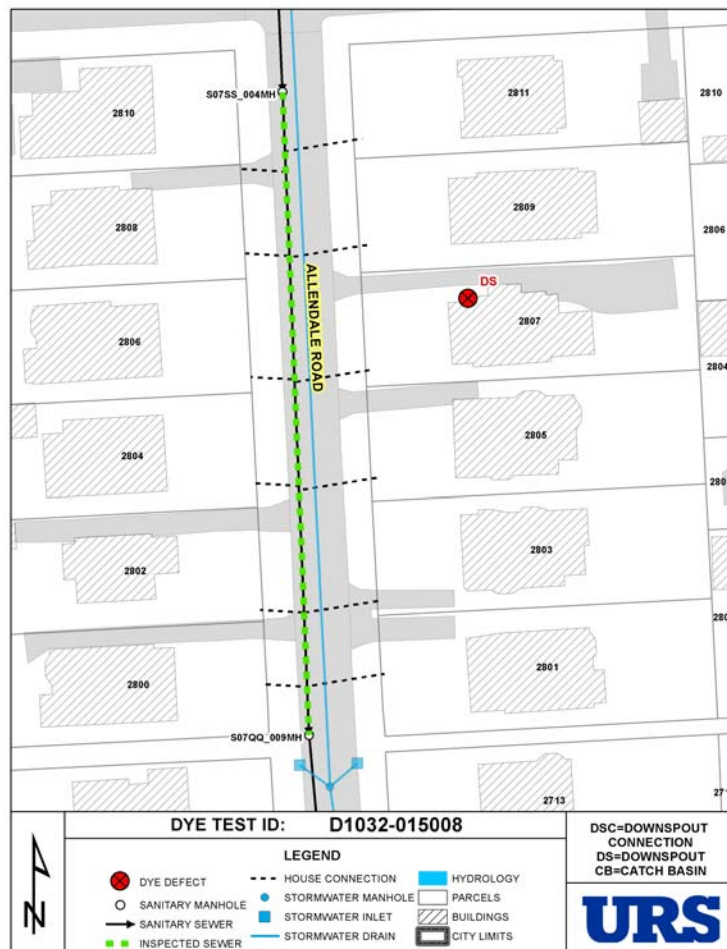 S07SS_004MH
2810
2811
2810
2808
2809
2806
DS
ALLENDALE ROAD
2807
2806
2804
2804
2805
2802
2803
2800
2801
S07QQ_009MH
2713
DYE TEST ID: D1032-015008
LEGEND
DYE DEFECT
SANITARY MANHOLE
SANITARY SEWER
INSPECTED SEWER
HOUSE CONNECTION
STORMWATER MANHOLE
STORMWATER INLET
STORMWATER DRAIN
HYDROLOGY
PARCELS
BUILDINGS
CITY LIMITS
DSC=DOWNSPOUT
CONNECTION
DS=DOWNSPOUT
CB=CATCH BASIN
N
URS